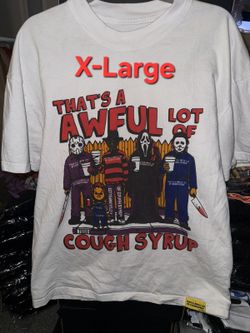 X-Large
THAT'S A
AWFUL LOT
OF
COUGH SYRUP